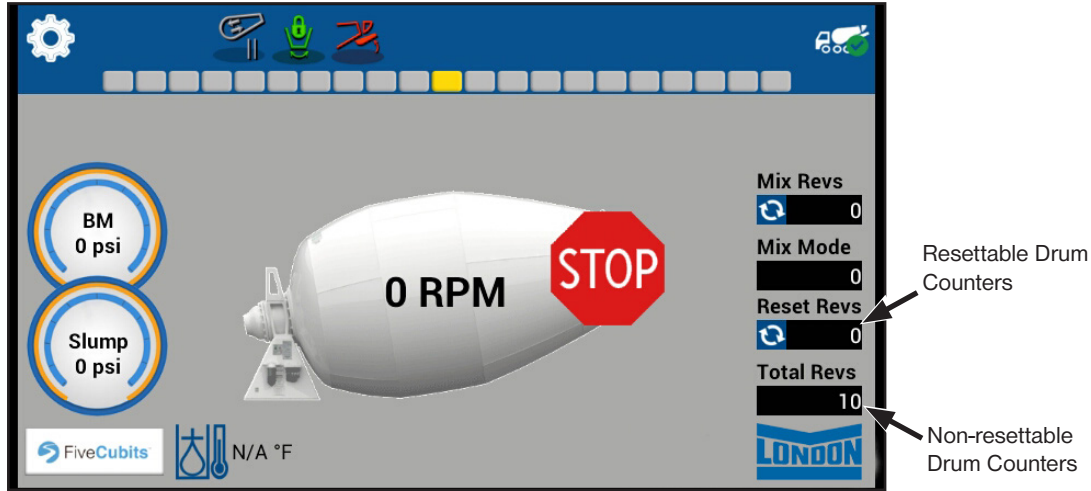 BM
0 psi
Slump
0 psi
0 RPM
STOP
Mix Revs
0
Mix Mode
0
Reset Revs
0
Total Revs
10
Resettable Drum
Counters
Non-resettable
Drum Counters
FiveCubits
N/A °F
LONDON